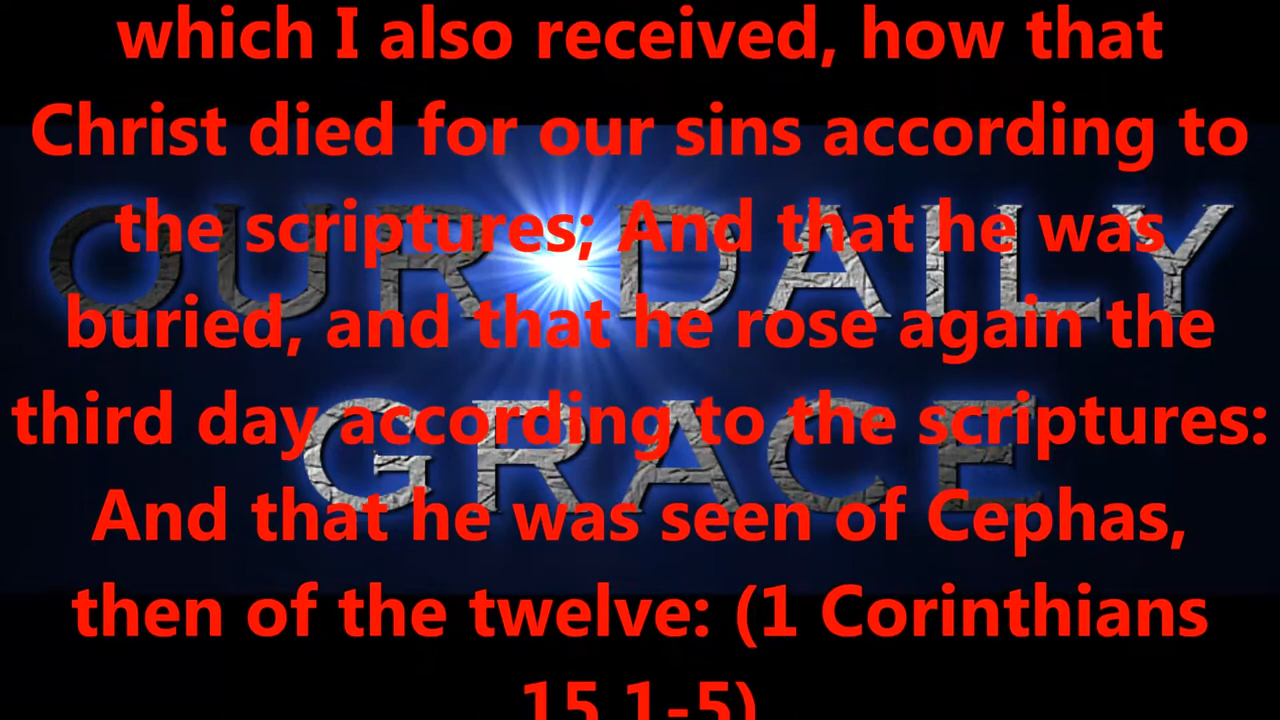 which I also received, how that
Christ died for our sins according to
the scriptures; And that he was
buried, and that he rose again the
third day according to the scriptures:
And that he was seen of Cephas,
then of the twelve: (1 Corinthians
15 1-5)
OUR DAILY
GRACE